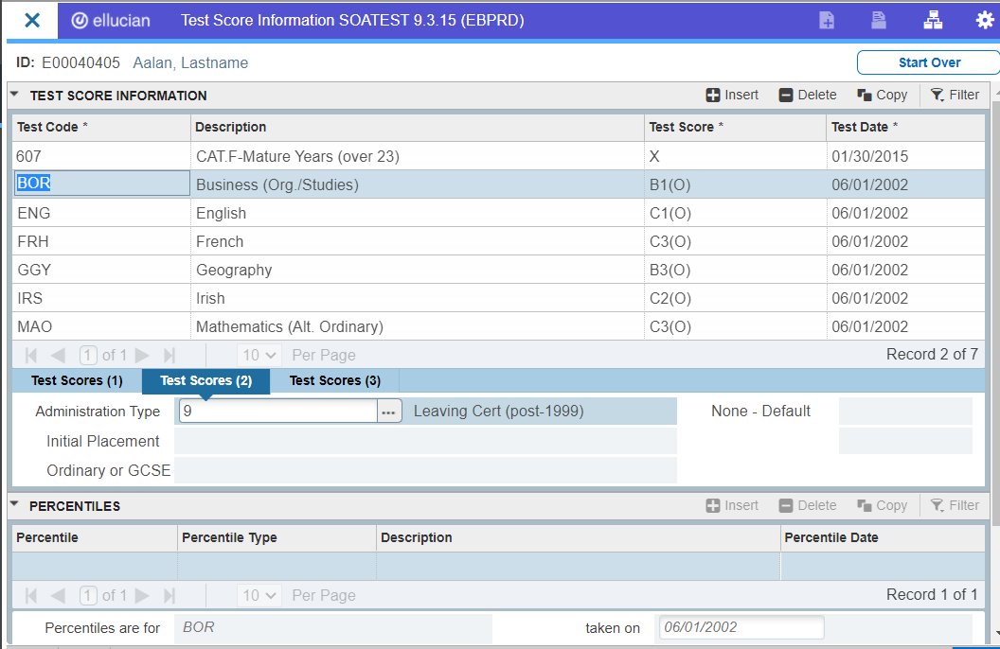 ellucian Test Score Information SOATEST 9.3.15 (EBPRD)
ID: E00040405 Aalan, Lastname Start Over
TEST SCORE INFORMATION Insert Delete Copy Filter
Test Code * Description Test Score * Test Date *
607 CAT.F-Mature Years (over 23) X 01/30/2015
BOR Business (Org./Studies) B1(O) 06/01/2002
ENG English C1(O) 06/01/2002
FRH French C3(O) 06/01/2002
GGY Geography B3(O) 06/01/2002
IRS Irish C2(O) 06/01/2002
MAO Mathematics (Alt. Ordinary) C3(O) 06/01/2002
1 of 1 10 Per Page Record 2 of 7
Test Scores (1) Test Scores (2) Test Scores (3)
Administration Type 9 ... Leaving Cert (post-1999) None - Default
Initial Placement
Ordinary or GCSE
PERCENTILES Insert Delete Copy Filter
Percentile Percentile Type Description Percentile Date
1 of 1 10 Per Page Record 1 of 1
Percentiles are for BOR taken on 06/01/2002